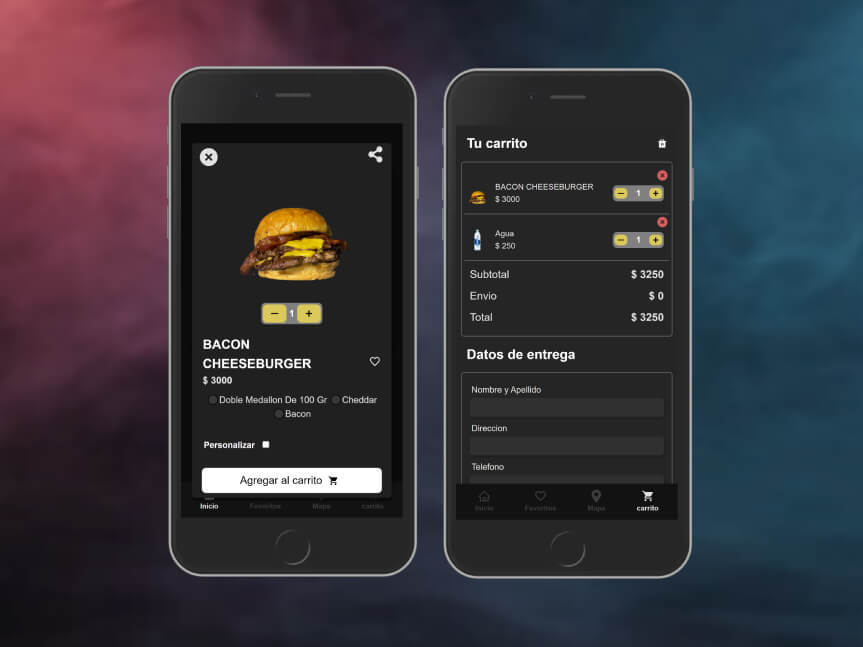 1
BACON
CHEESEBURGER
$ 3000
Doble Medallon De 100 Gr Cheddar
Bacon
Personalizar
Agregar al carrito
Inicio Favoritos Mapa carrito
Tu carrito
BACON CHEESEBURGER
$ 3000
1
Agua
$ 250
1
Subtotal $ 3250
Envio $ 0
Total $ 3250
Datos de entrega
Nombre y Apellido
Direccion
Telefono
Inicio Favoritos Mapa carrito